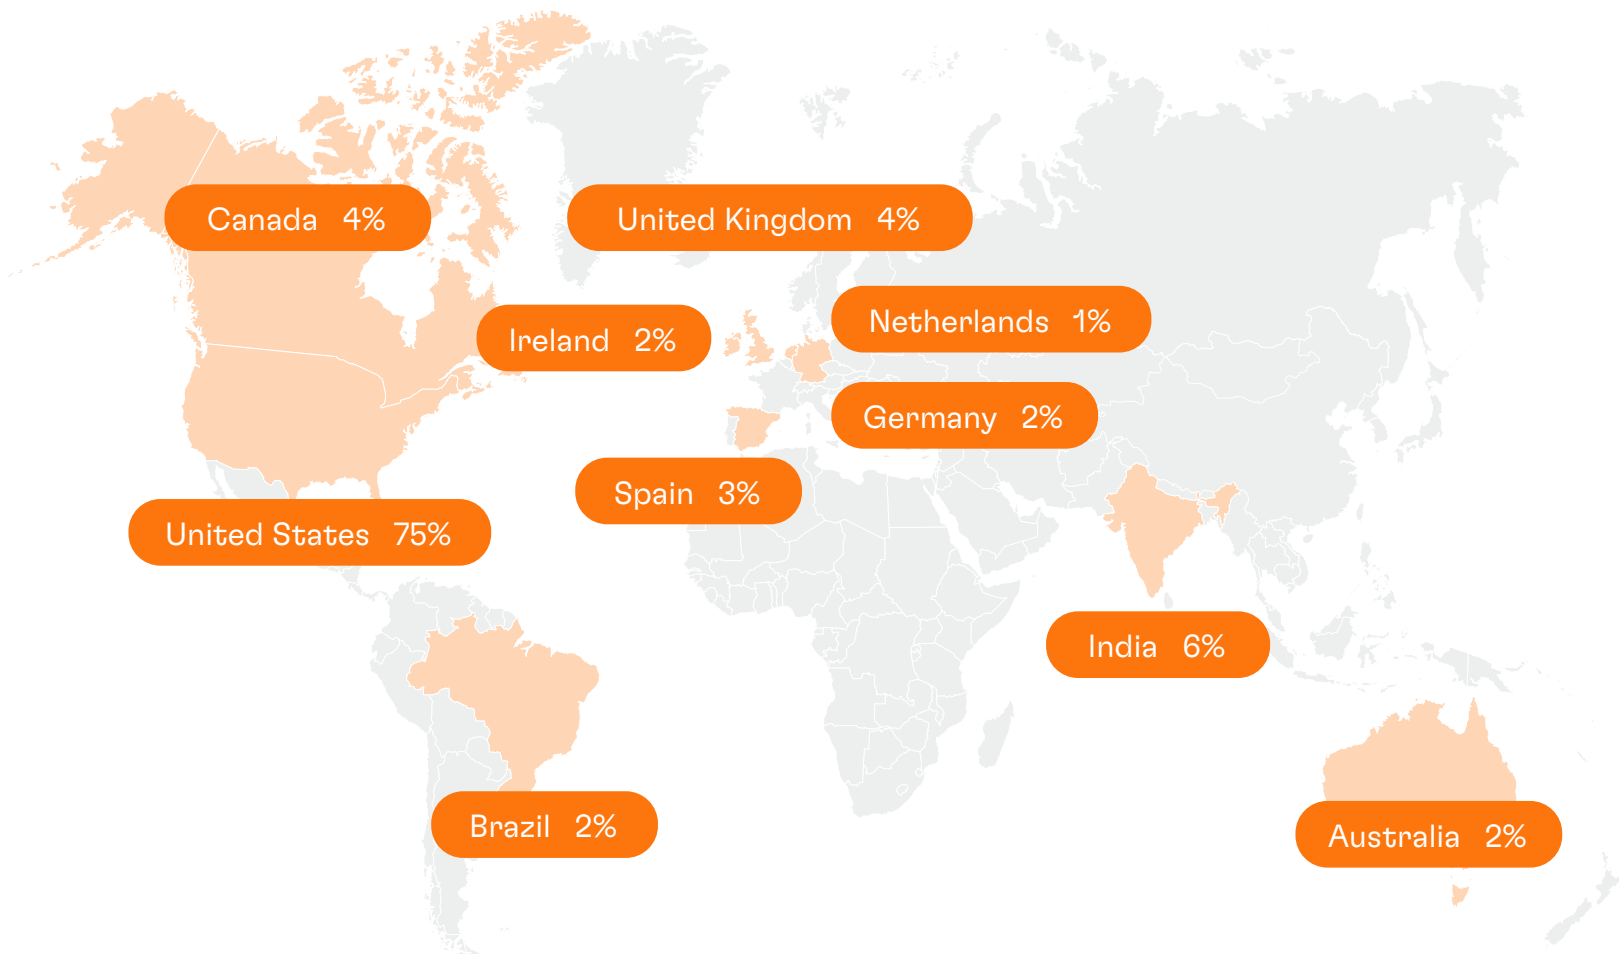 Canada 4%
United Kingdom 4%
Ireland 2%
Netherlands 1%
Germany 2%
Spain 3%
United States 75%
India 6%
Brazil 2%
Australia 2%